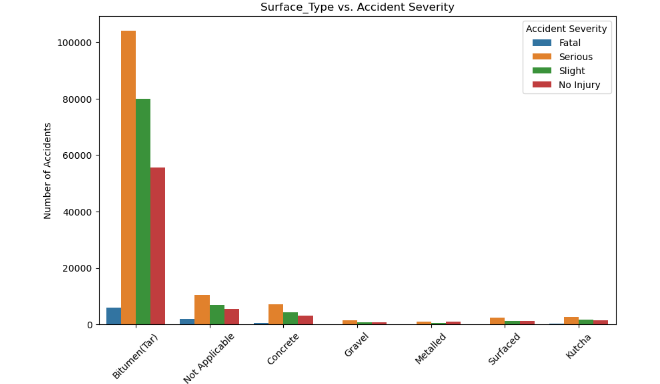 Surface_Type vs. Accident Severity
Accident Severity
Fatal
Serious
Slight
No Injury
Number of Accidents
100000
80000
60000
40000
20000
0
Bitumen(Tar)
Not Applicable
Concrete
Gravel
Metalled
Surfaced
Kutcha